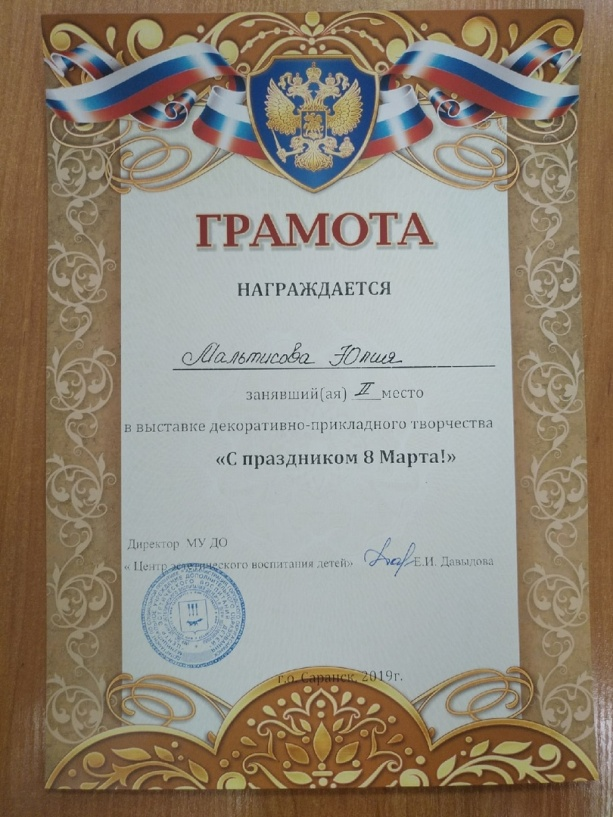 ГРАМОТА
НАГРАЖДАЕТСЯ
Мальтисова Юлия
занявший(ая) II место
в выставке декоративно-прикладного творчества
«С праздником 8 Марта!»
Директор МУ ДО
« Центр эстетического воспитания детей» Е.И. Давыдова
г.о. Саранск, 2019г.